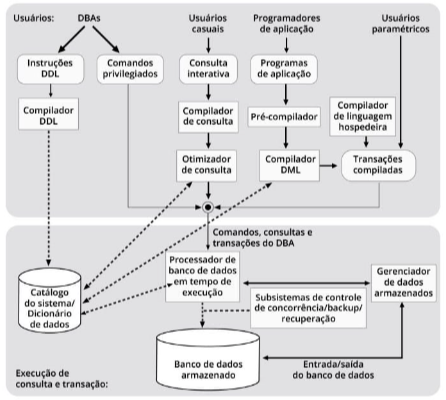 Usuários:
DBAs
Usuários
casuais
Programadores
de aplicação
Usuários
paramétricos
Instruções
DDL
Comandos
privilegiados
Consulta
interativa
Programas
de aplicação
Compilador
DDL
Compilador
de consulta
Pré-compilador
Compilador
de linguagem
hospedeira
Otimizador
de consulta
Compilador
DML
Transações
compiladas
Comandos, consultas e
transações do DBA
Catálogo
do sistema/
Dicionário
de dados
Processador de
banco de dados
em tempo de
execução
Gerenciador
de dados
armazenados
Subsistemas de controle
de concorrência/backup/
recuperação
Banco de dados
armazenado
Entrada/saída
do banco de dados
Execução de
consulta e transação: